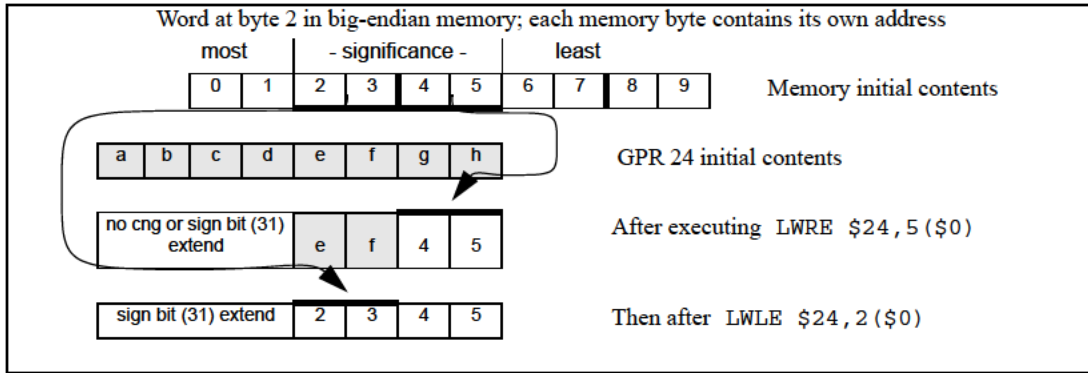 Word at byte 2 in big-endian memory; each memory byte contains its own address
most - significance - least
0 1 2 3 4 5 6 7 8 9 Memory initial contents
a b c d e f g h GPR 24 initial contents
no cng or sign bit (31)
extend e f 4 5 After executing LWRE $24,5($0)
sign bit (31) extend 2 3 4 5 Then after LWLE $24,2($0)